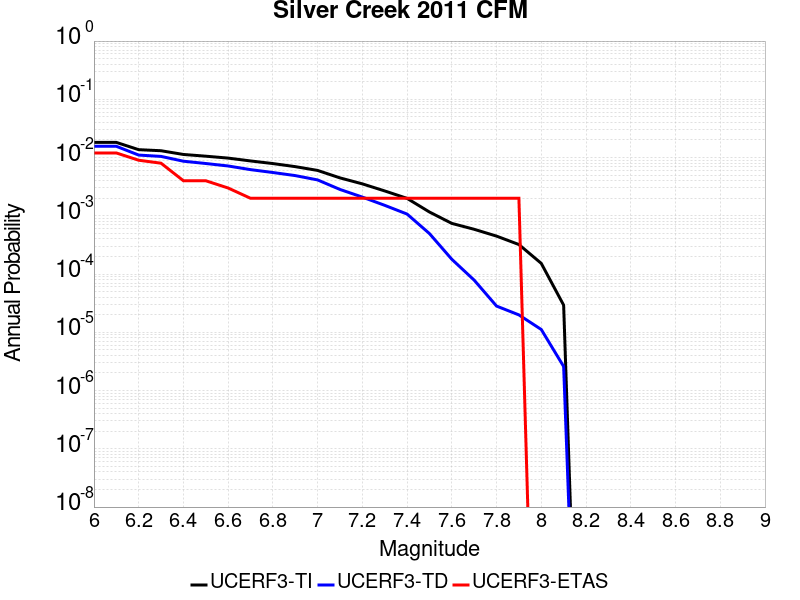 Silver Creek 2011 CFM
10^0
10^-1
10^-2
10^-3
10^-4
10^-5
10^-6
10^-7
10^-8
Annual Probability
6 6.2 6.4 6.6 6.8 7 7.2 7.4 7.6 7.8 8 8.2 8.4 8.6 8.8 9
Magnitude
UCERF3-TI UCERF3-TD UCERF3-ETAS